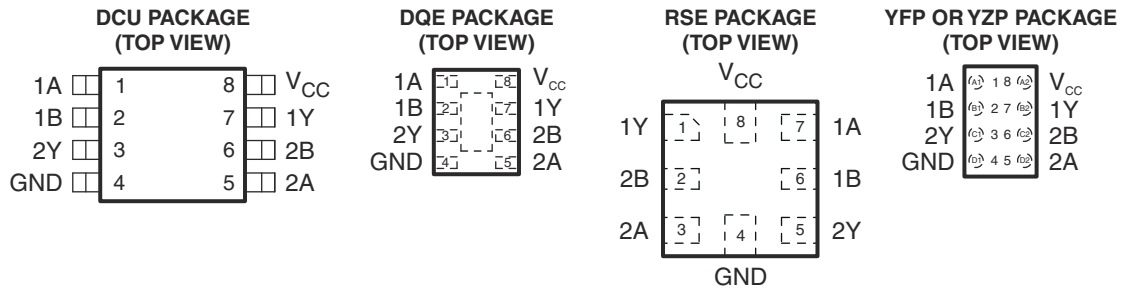 DCU PACKAGE
(TOP VIEW)
1A 1 8 VCC
1B 2 7 1Y
2Y 3 6 2B
GND 4 5 2A
DQE PACKAGE
(TOP VIEW)
1A 1 8 VCC
1B 2 7 1Y
2Y 3 6 2B
GND 4 5 2A
RSE PACKAGE
(TOP VIEW)
VCC
1Y 1 8 7 1A
2B 2 6 1B
2A 3 4 5 2Y
GND
YFP OR YZP PACKAGE
(TOP VIEW)
1A A1 1 8 A2 VCC
1B B1 2 7 B2 1Y
2Y C1 3 6 C2 2B
GND D1 4 5 D2 2A